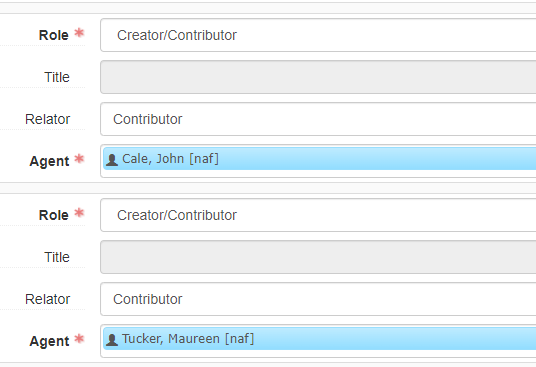 Role * Creator/Contributor
Title
Relator Contributor
Agent * Cale, John [naf]
Role * Creator/Contributor
Title
Relator Contributor
Agent * Tucker, Maureen [naf]